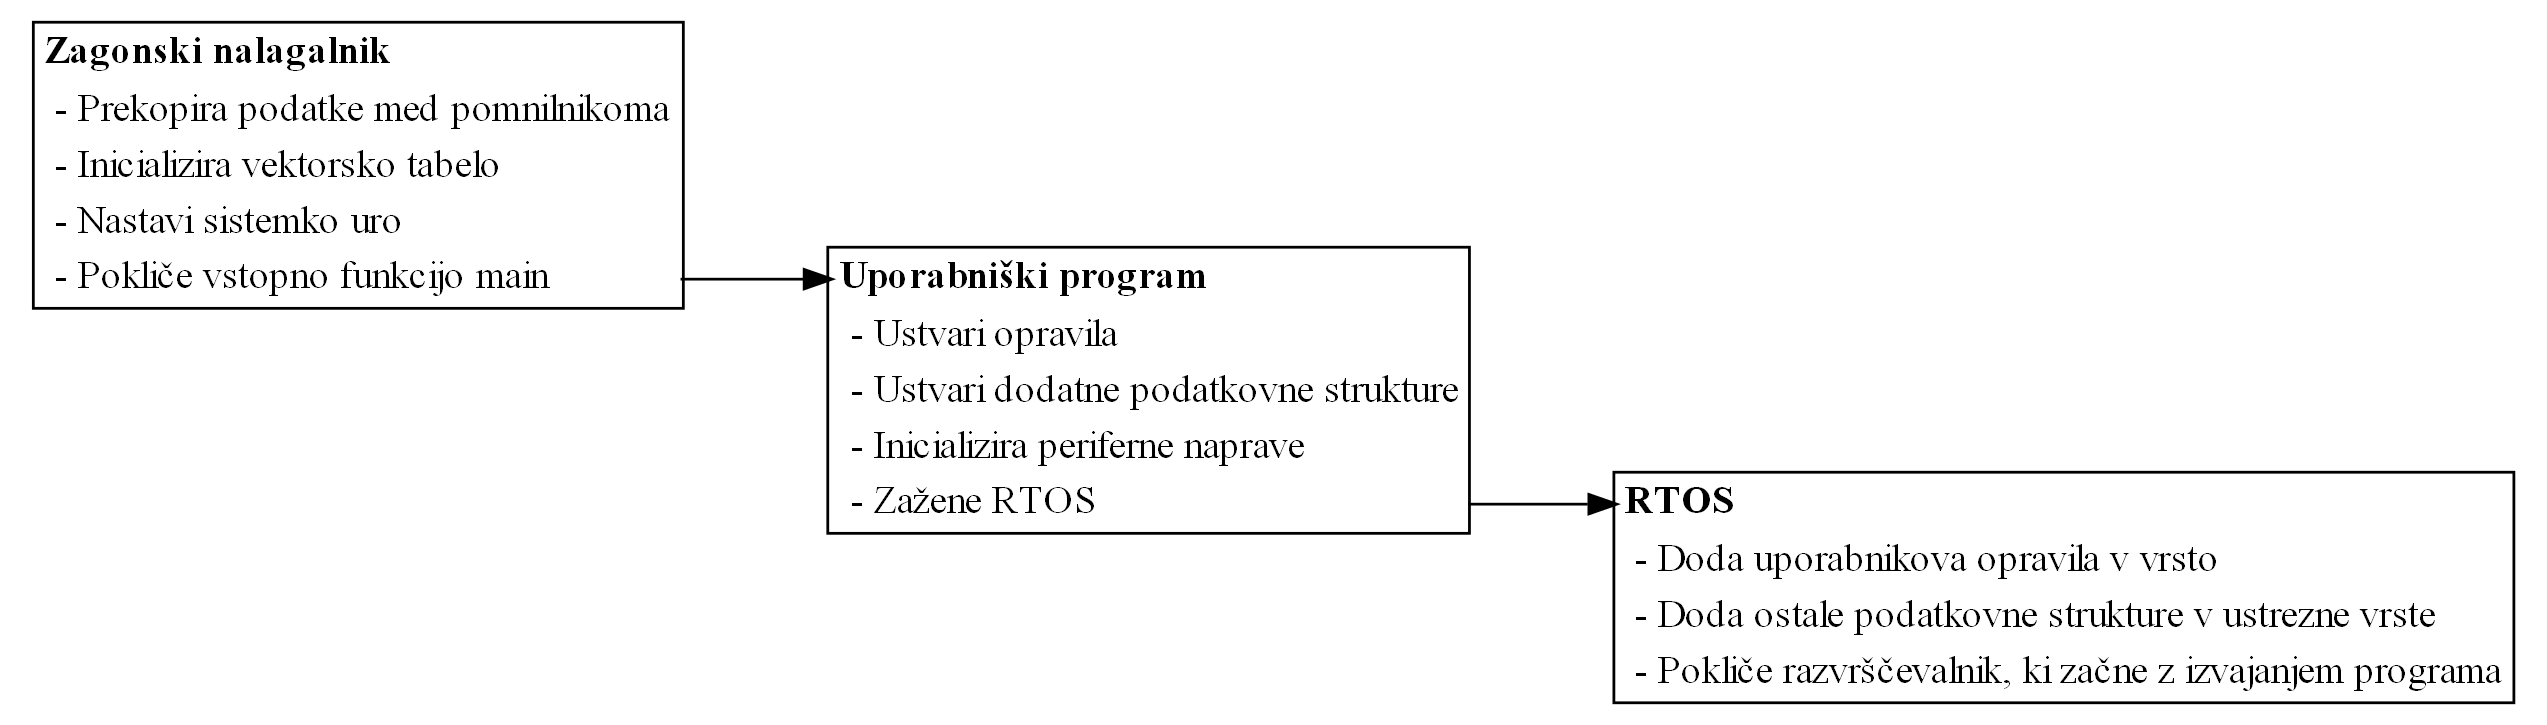 Zagonski nalagalnik
- Prekopira podatke med pomnilnikoma
- Inicializira vektorsko tabelo
- Nastavi sistemko uro
- Pokliče vstopno funkcijo main
Uporabniški program
- Ustvari opravila
- Ustvari dodatne podatkovne strukture
- Inicializira periferne naprave
- Zažene RTOS
RTOS
- Doda uporabnikova opravila v vrsto
- Doda ostale podatkovne strukture v ustrezne vrste
- Pokliče razvrščevalnik, ki začne z izvajanjem programa